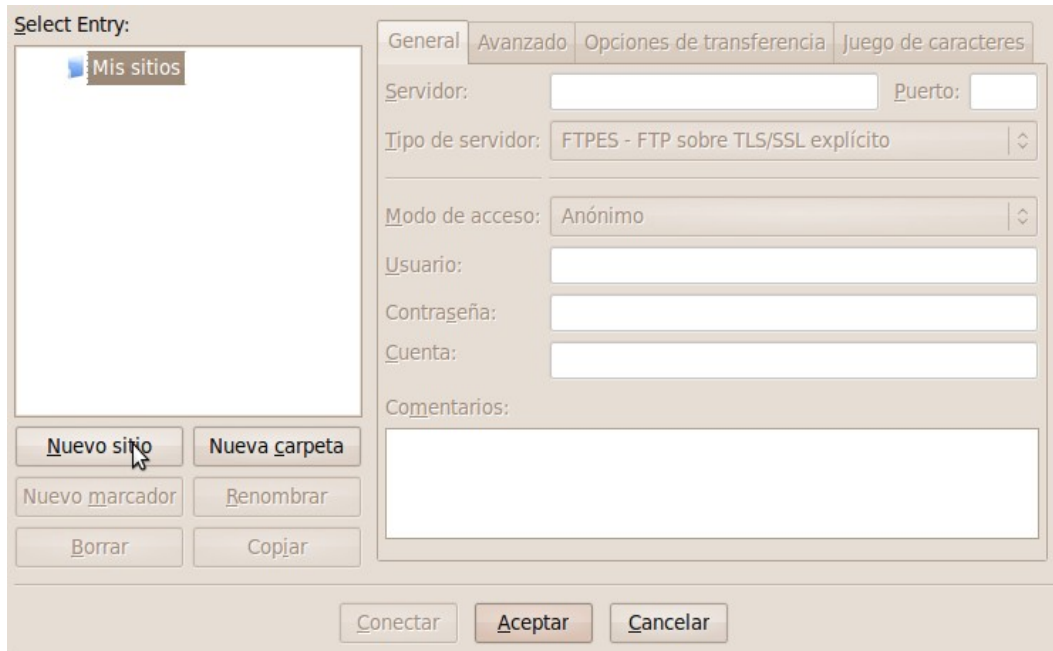 Select Entry:
Mis sitios
Nuevo sitio
Nueva carpeta
Nuevo marcador
Renombrar
Borrar
Copiar
General
Avanzado
Opciones de transferencia
Juego de caracteres
Servidor:
Puerto:
Tipo de servidor:
FTPES - FTP sobre TLS/SSL explícito
Modo de acceso:
Anónimo
Usuario:
Contraseña:
Cuenta:
Comentarios:
Conectar
Aceptar
Cancelar